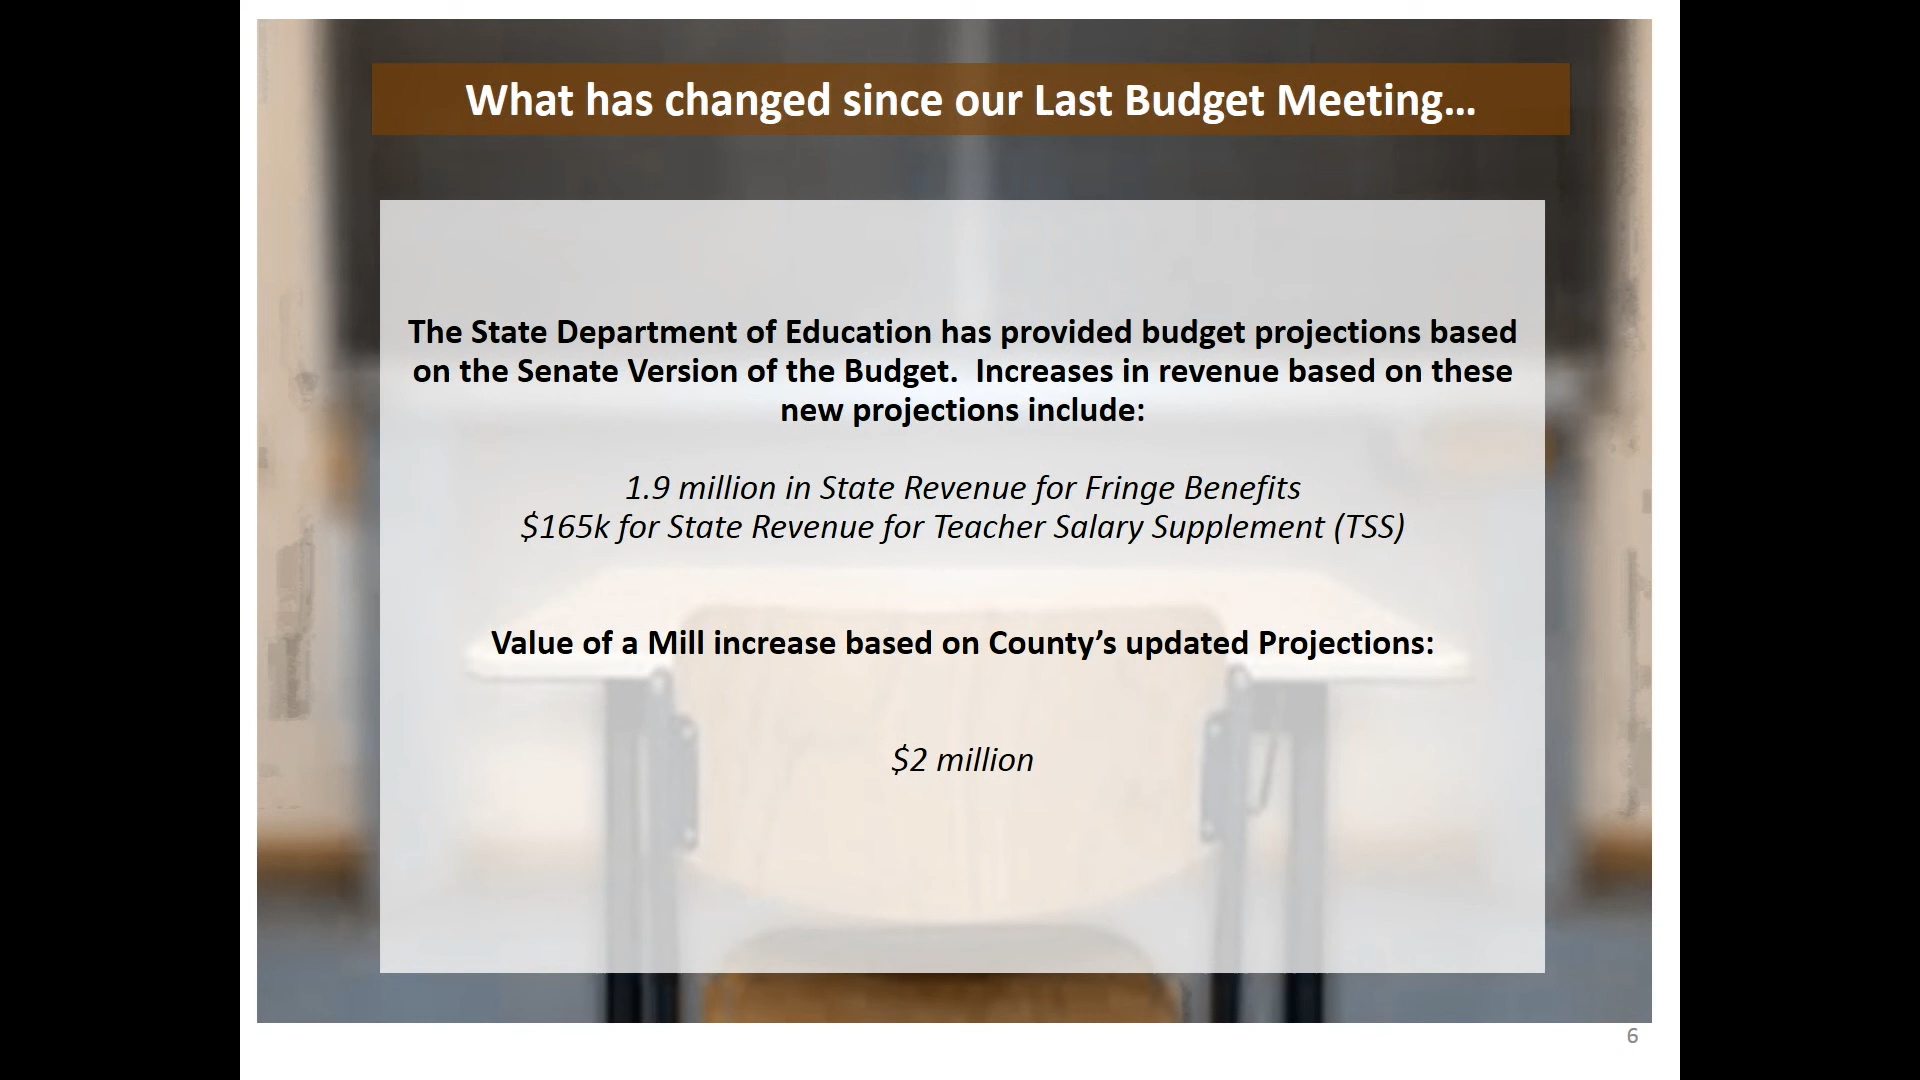 What has changed since our Last Budget Meeting...
The State Department of Education has provided budget projections based
on the Senate Version of the Budget.  Increases in revenue based on these
new projections include:
1.9 million in State Revenue for Fringe Benefits
$165k for State Revenue for Teacher Salary Supplement (TSS)
Value of a Mill increase based on County’s updated Projections:
$2 million
6